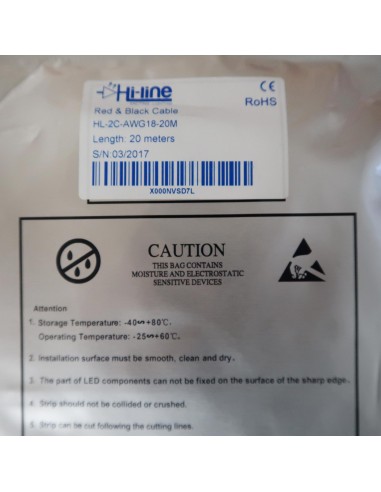 Hi-line
CE
RoHS
Red & Black Cable
HL-2C-AWG18-20M
Length: 20 meters
S/N:03/2017
X000NVSD7L
CAUTION
THIS BAG CONTAINS
MOISTURE AND ELECTROSTATIC
SENSITIVE DEVICES
Attention
1. Storage Temperature: -40~+80℃.
Operating Temperature: -25~+60℃.
2. Installation surface must be smooth, clean and dry.
3. The part of LED components can not be fixed on the surface of the sharp edge.
4. Strip should not be collided or crushed.
5. Strip can be cut following the cutting lines.